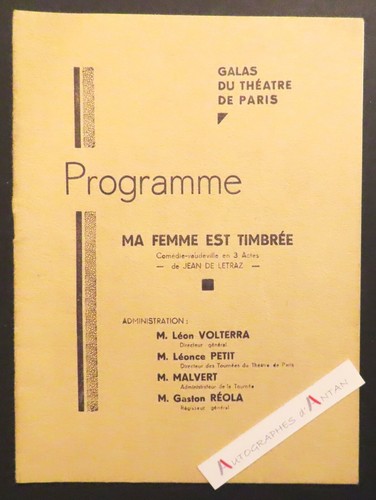 GALAS
DU THÉATRE
DE PARIS
Programme
MA FEMME EST TIMBRÉE
Comédie-vaudeville en 3 Actes
— de JEAN DE LETRAZ —
ADMINISTRATION :
M. Léon VOLTERRA
Directeur général
M. Léonce PETIT
Directeur des Tournées du Théâtre de Paris
M. MALVERT
Administrateur de la Tournée
M. Gaston RÉOLA
Régisseur général
AUTOGRAPHES d'ANTAN